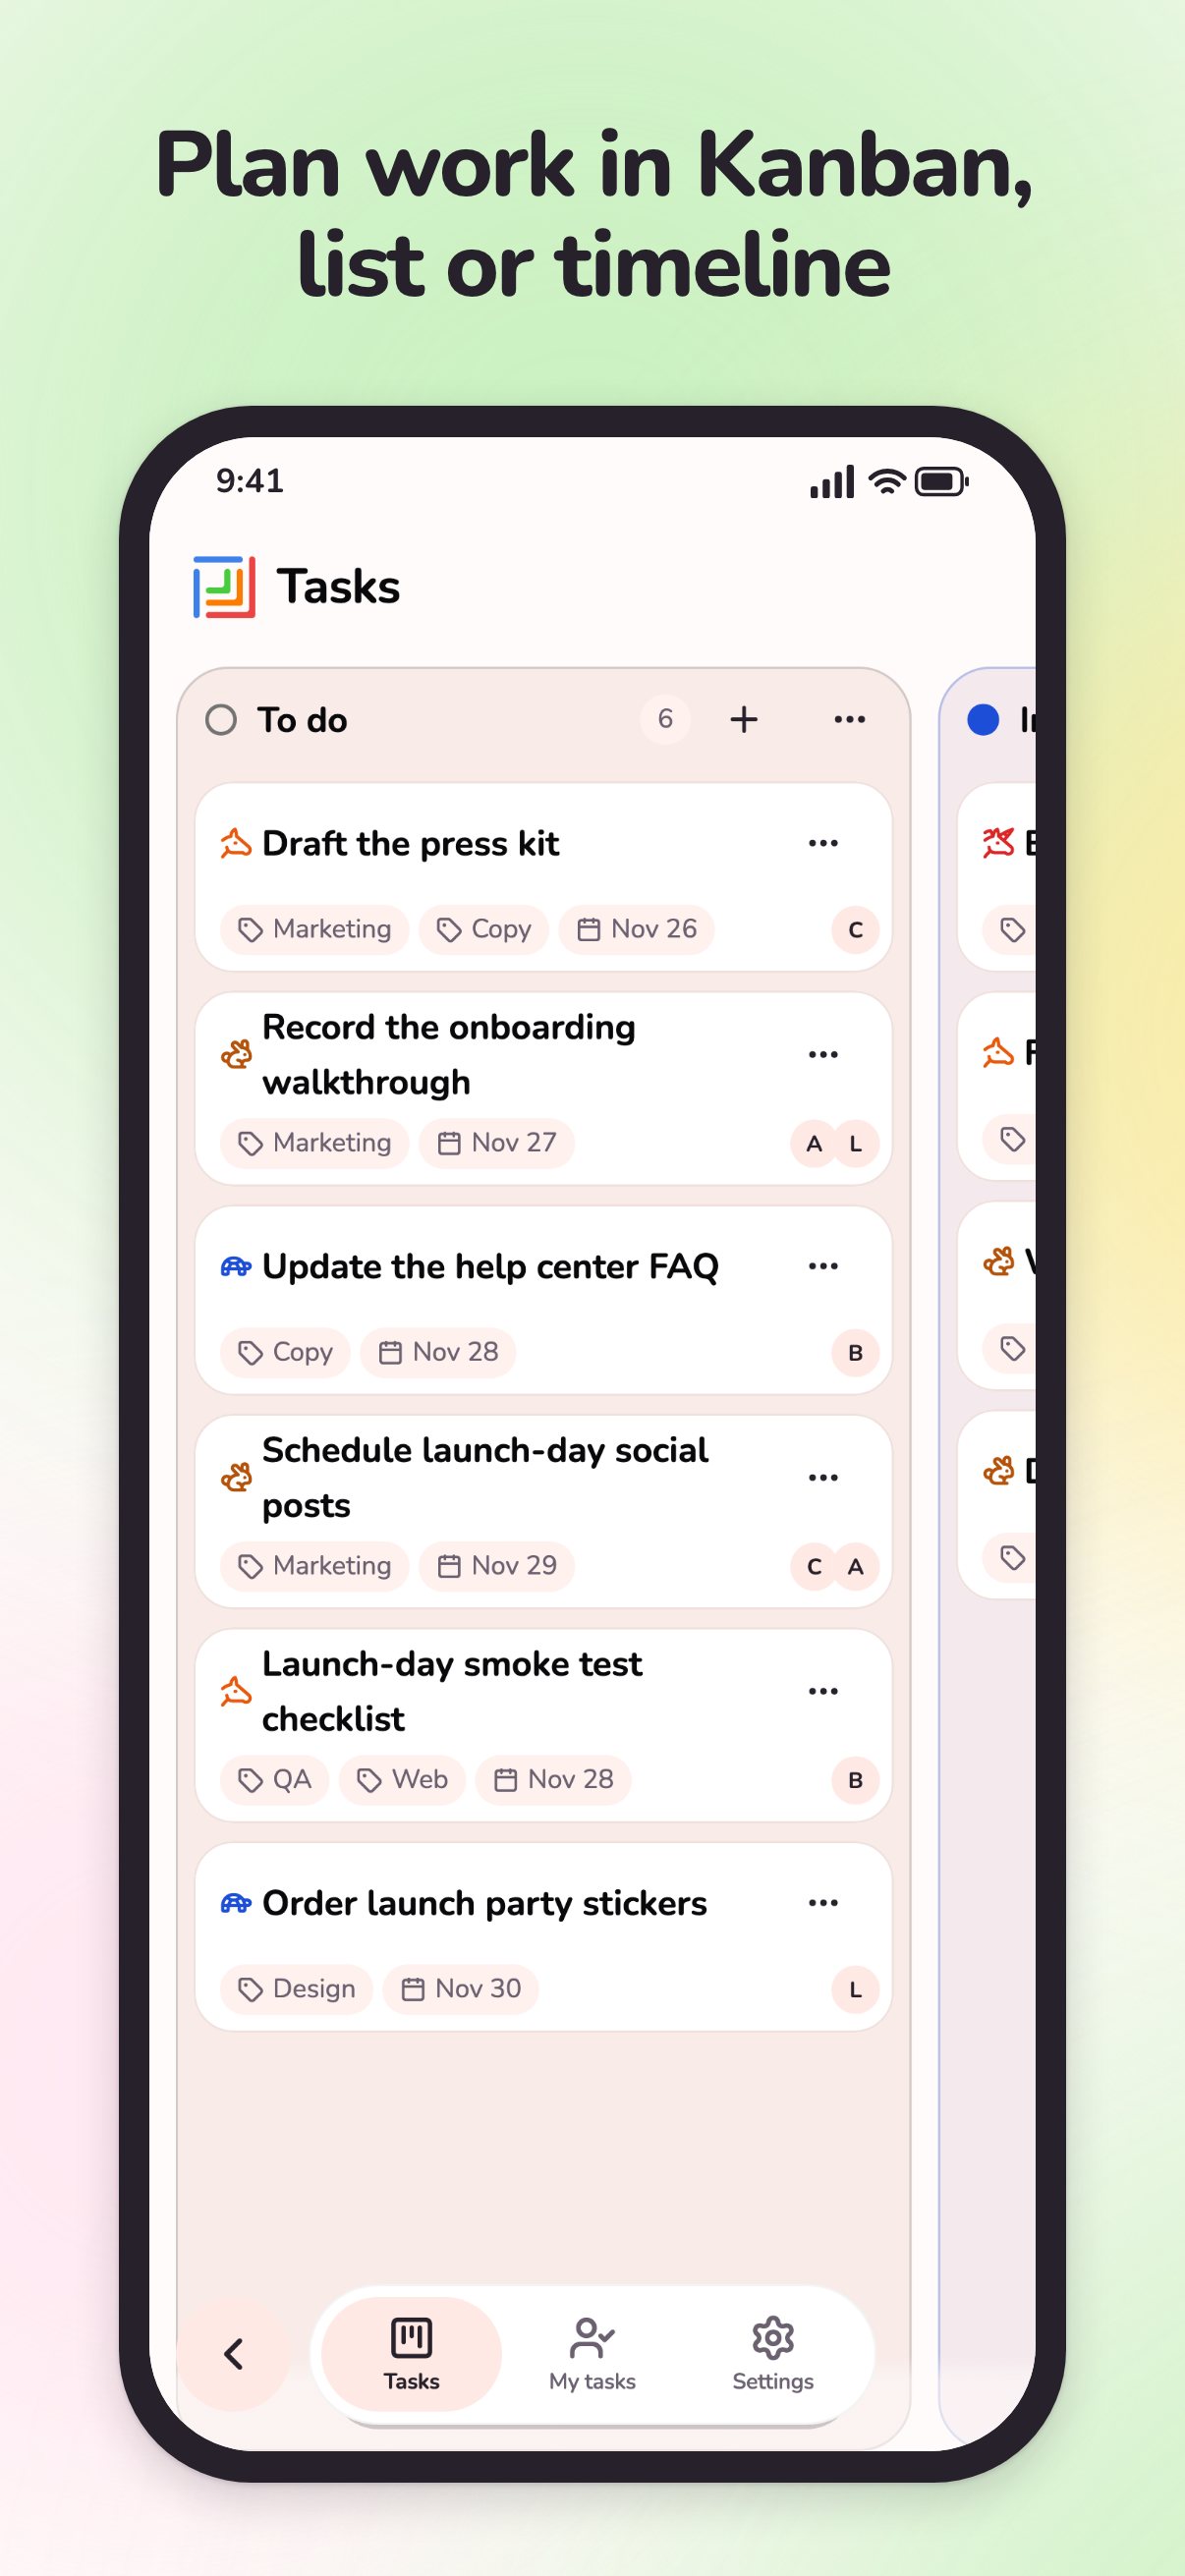 Plan work in Kanban,
list or timeline
9:41
Tasks
To do 6
Draft the press kit
Marketing Copy Nov 26 C
Record the onboarding
walkthrough
Marketing Nov 27 A L
Update the help center FAQ
Copy Nov 28 B
Schedule launch-day social
posts
Marketing Nov 29 C A
Launch-day smoke test
checklist
QA Web Nov 28 B
Order launch party stickers
Design Nov 30 L
Tasks My tasks Settings